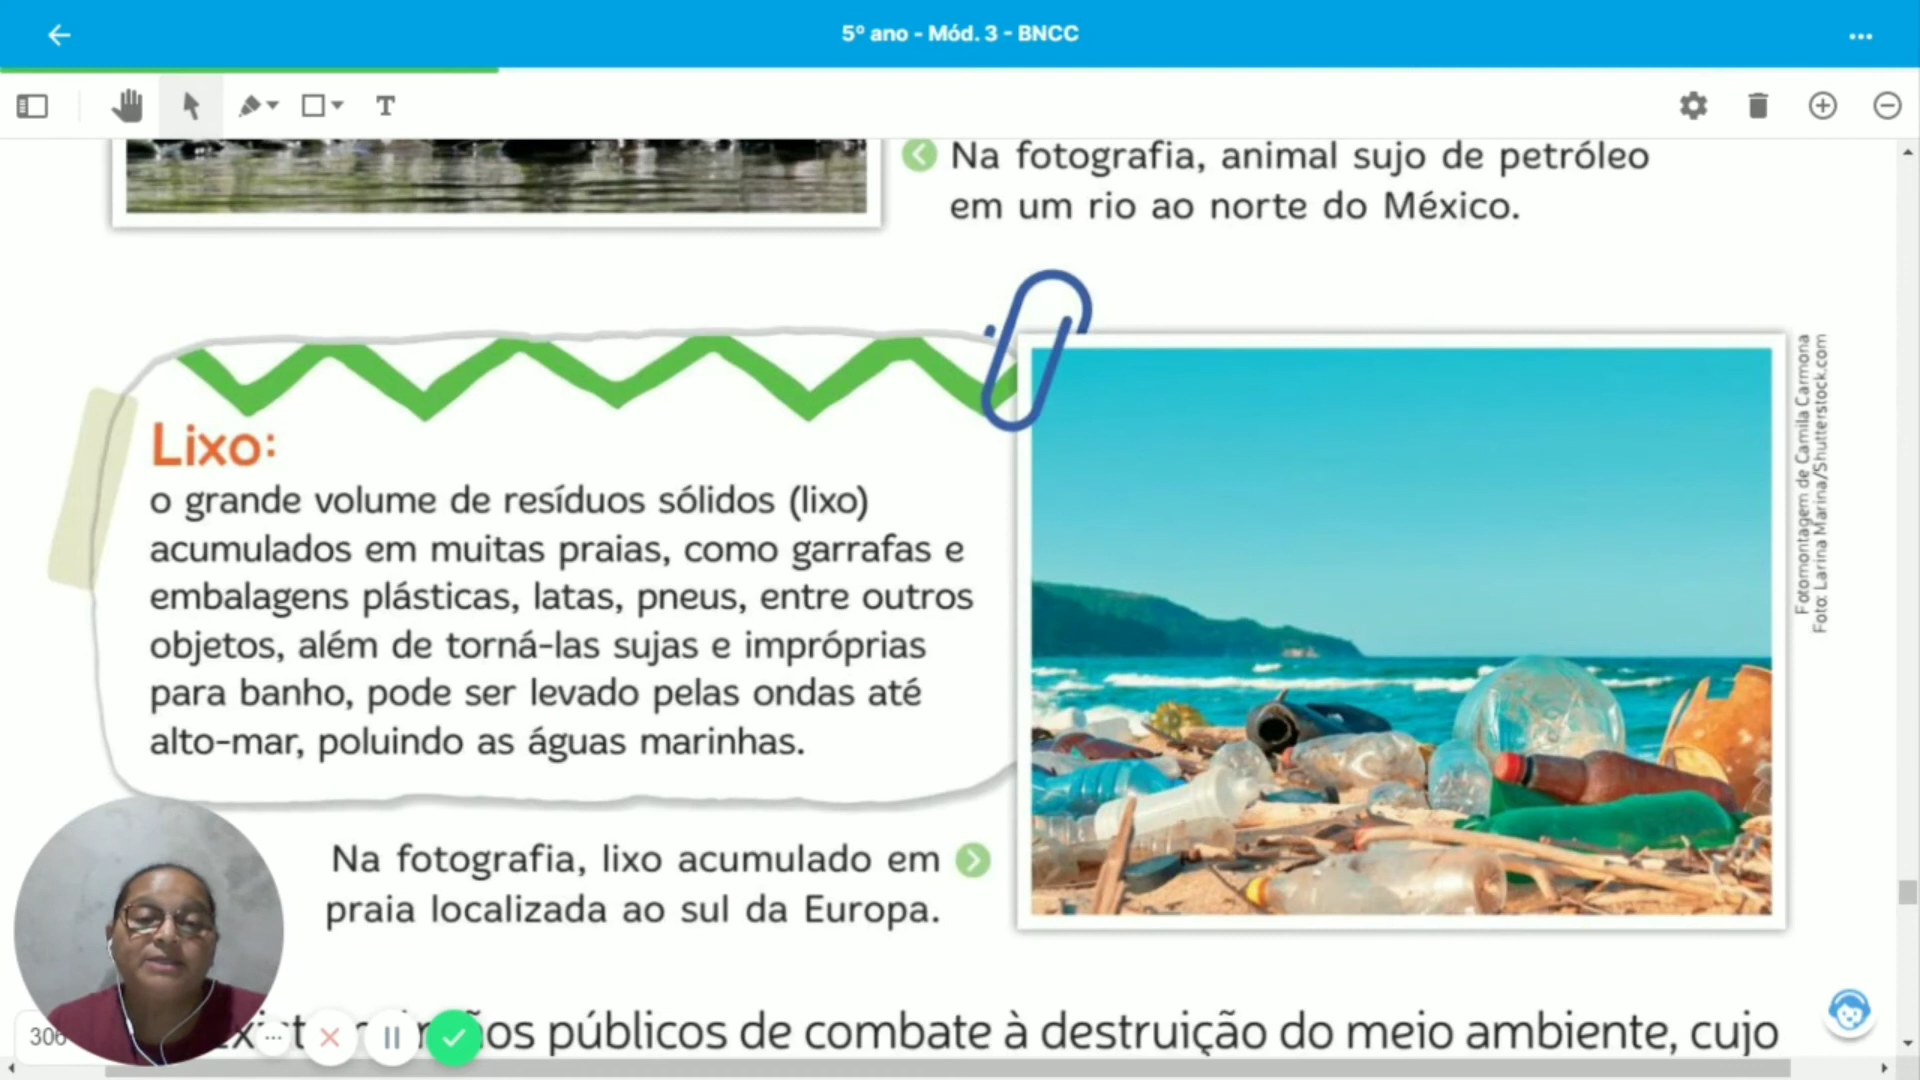 5º ano - Mód. 3 - BNCC
T
Na fotografia, animal sujo de petróleo
em um rio ao norte do México.
Lixo:
o grande volume de resíduos sólidos (lixo)
acumulados em muitas praias, como garrafas e
embalagens plásticas, latas, pneus, entre outros
objetos, além de torná-las sujas e impróprias
para banho, pode ser levado pelas ondas até
alto-mar, poluindo as águas marinhas.
Fotomontagem de Camila Carmona
Foto: Larina Marina/Shutterstock.com
Na fotografia, lixo acumulado em
praia localizada ao sul da Europa.
306
públicos de combate à destruição do meio ambiente, cujo